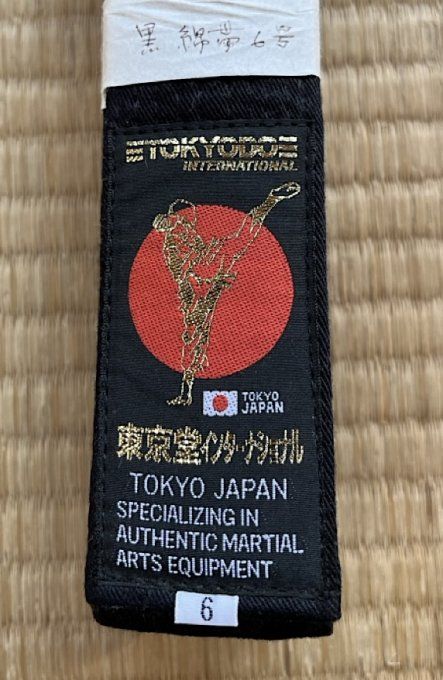 黒 綿帯 6号
TOKYODO
INTERNATIONAL
TOKYO
JAPAN
東京堂インターナショナル
TOKYO JAPAN
SPECIALIZING IN
AUTHENTIC MARTIAL
ARTS EQUIPMENT
6